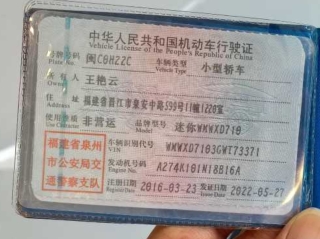 中华人民共和国机动车行驶证
Vehicle License of the People's Republic of China
号牌号码 闽C0HZZC 车辆类型 小型轿车
Plate No. Vehicle Type
所有人 王艳云
Owner
住址 福建省晋江市泉安中路599号11幢1220室
Address
使用性质 非营运 品牌型号 迷你WMWXD710
Use Character Model
福建省泉州
市公安局交
通警察支队
车辆识别代号 WMWXD7103GWT73371
VIN
发动机号码 A274K101N18B16A
Engine No.
注册日期 2016-03-23 发证日期 2022-05-27
Register Date Issue Date